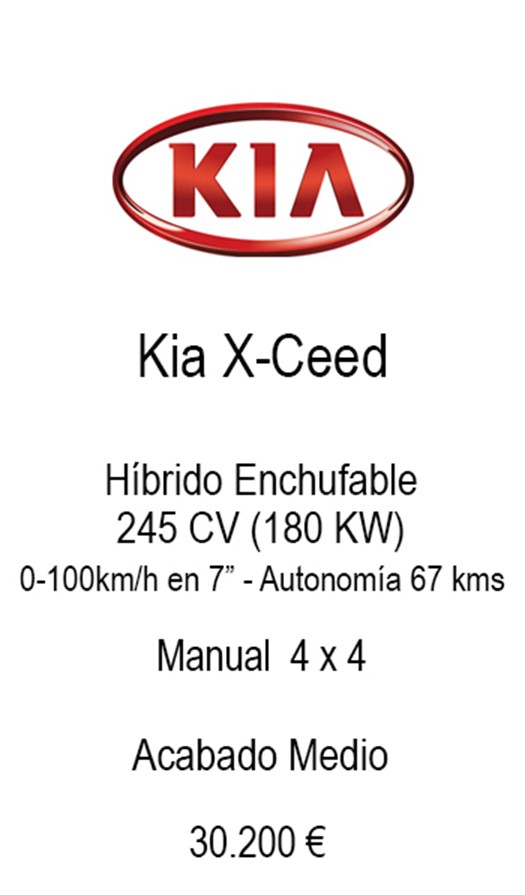 KIA
Kia X-Ceed
Híbrido Enchufable
245 CV (180 KW)
0-100km/h en 7” - Autonomía 67 kms
Manual 4 x 4
Acabado Medio
30.200 €